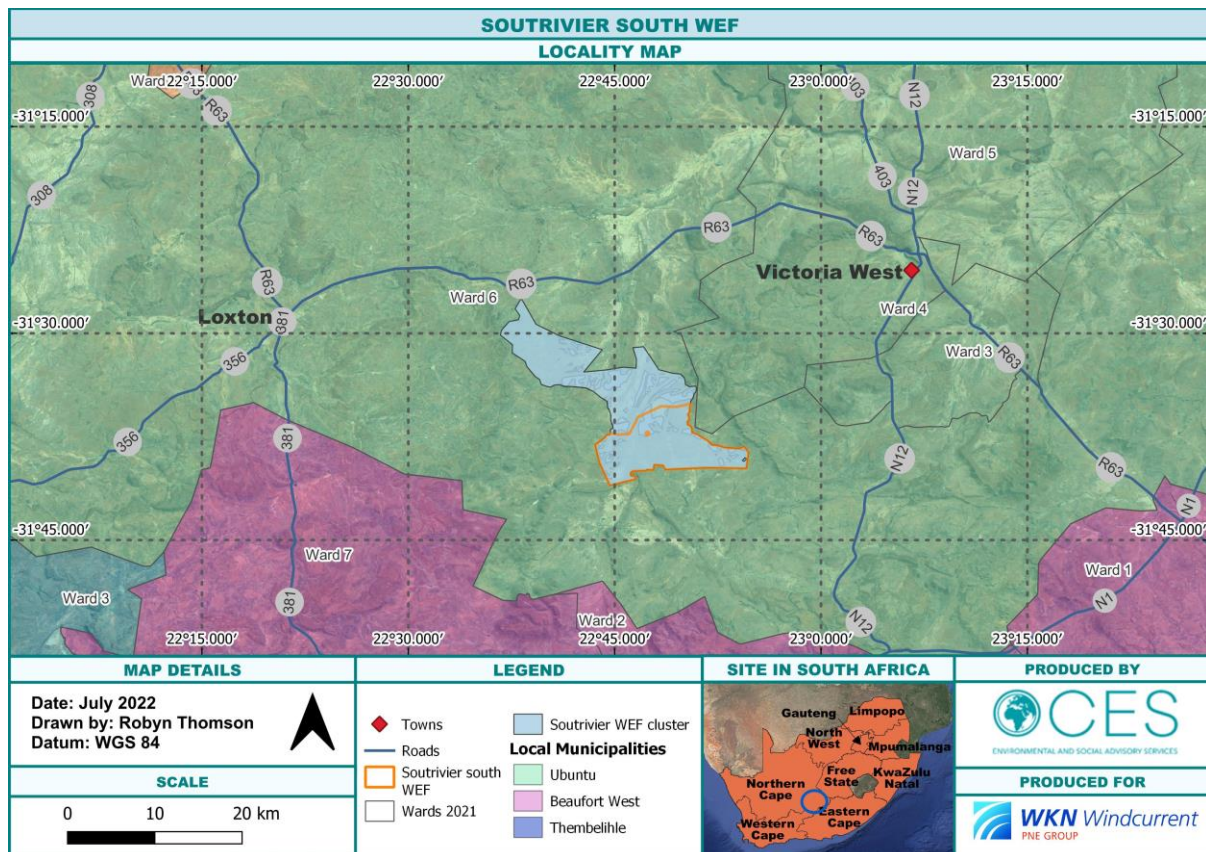 SOUTRIVIER SOUTH WEF
LOCALITY MAP
Ward
22°15.000′
22°30.000′
22°45.000′
23°0.000′
23°15.000′
308
R63
403
N12
-31°15.000′
-31°15.000′
Ward 5
308
403
N12
R63
R63
R63
Victoria West
R63
Ward 6
Ward 4
Loxton
381
-31°30.000′
-31°30.000′
Ward 3
R63
356
356
381
N12
R63
N1
-31°45.000′
-31°45.000′
Ward 7
Ward 1
Ward 3
381
Ward 2
N12
N1
22°15.000′
22°30.000′
22°45.000′
23°0.000′
23°15.000′
MAP DETAILS
Date: July 2022
Drawn by: Robyn Thomson
Datum: WGS 84
SCALE
0 10 20 km
LEGEND
Towns
Roads
Soutrivier south
WEF
Wards 2021
Soutrivier WEF cluster
Local Municipalities
Ubuntu
Beaufort West
Thembelihle
SITE IN SOUTH AFRICA
Gauteng
Limpopo
North
West
Mpumalanga
Free
State
KwaZulu
Natal
Northern
Cape
Eastern
Cape
Western
Cape
PRODUCED BY
CES
ENVIRONMENTAL AND SOCIAL ADVISORY SERVICES
PRODUCED FOR
WKN Windcurrent
PNE GROUP